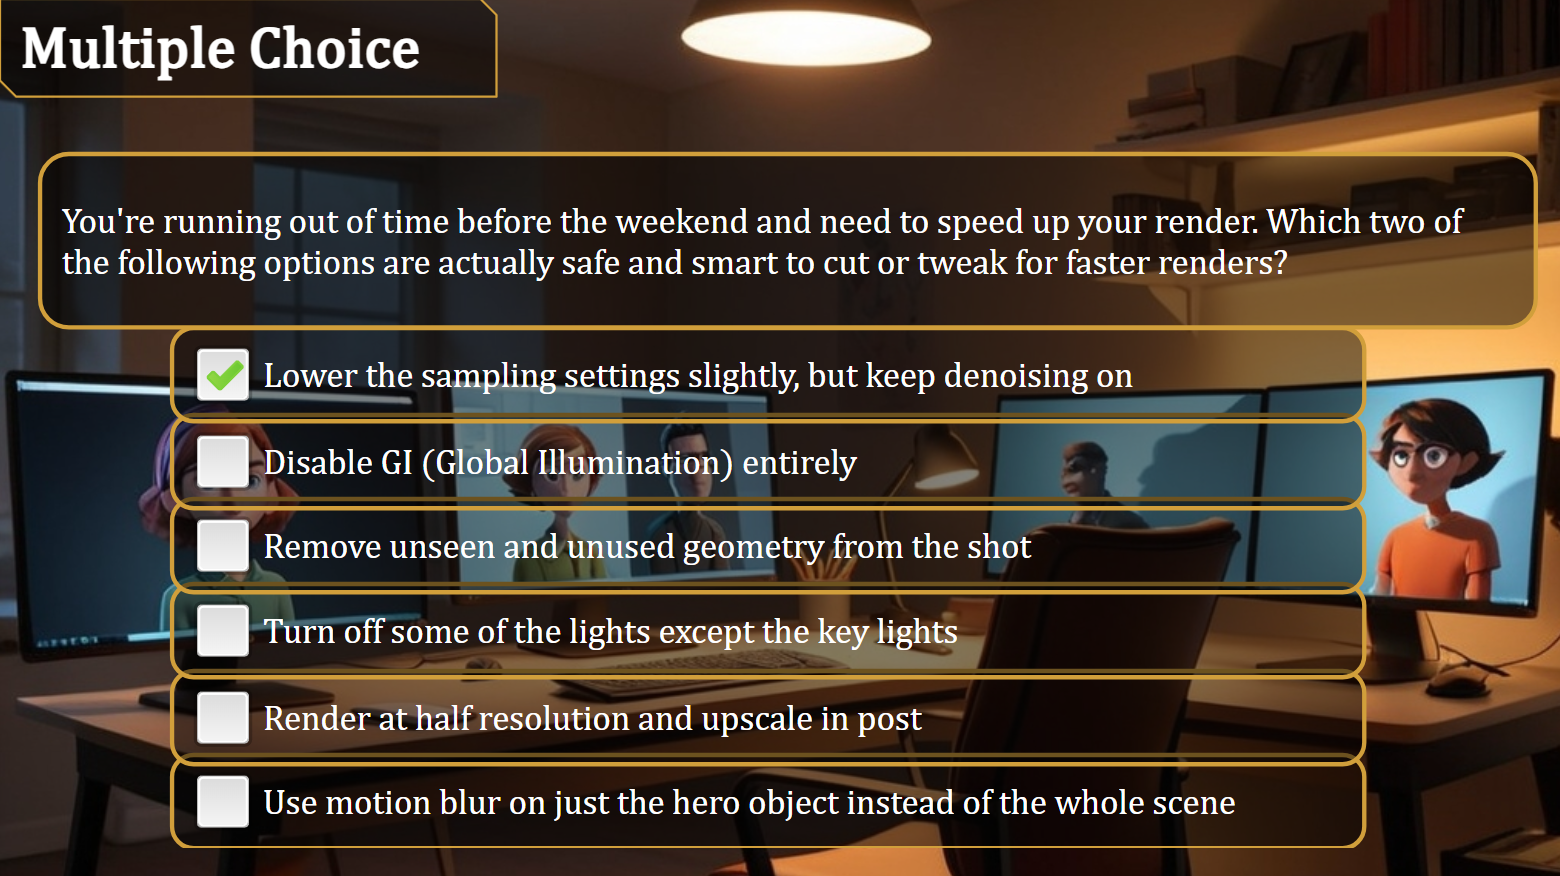 Multiple Choice
You're running out of time before the weekend and need to speed up your render. Which two of
the following options are actually safe and smart to cut or tweak for faster renders?
Lower the sampling settings slightly, but keep denoising on
Disable GI (Global Illumination) entirely
Remove unseen and unused geometry from the shot
Turn off some of the lights except the key lights
Render at half resolution and upscale in post
Use motion blur on just the hero object instead of the whole scene